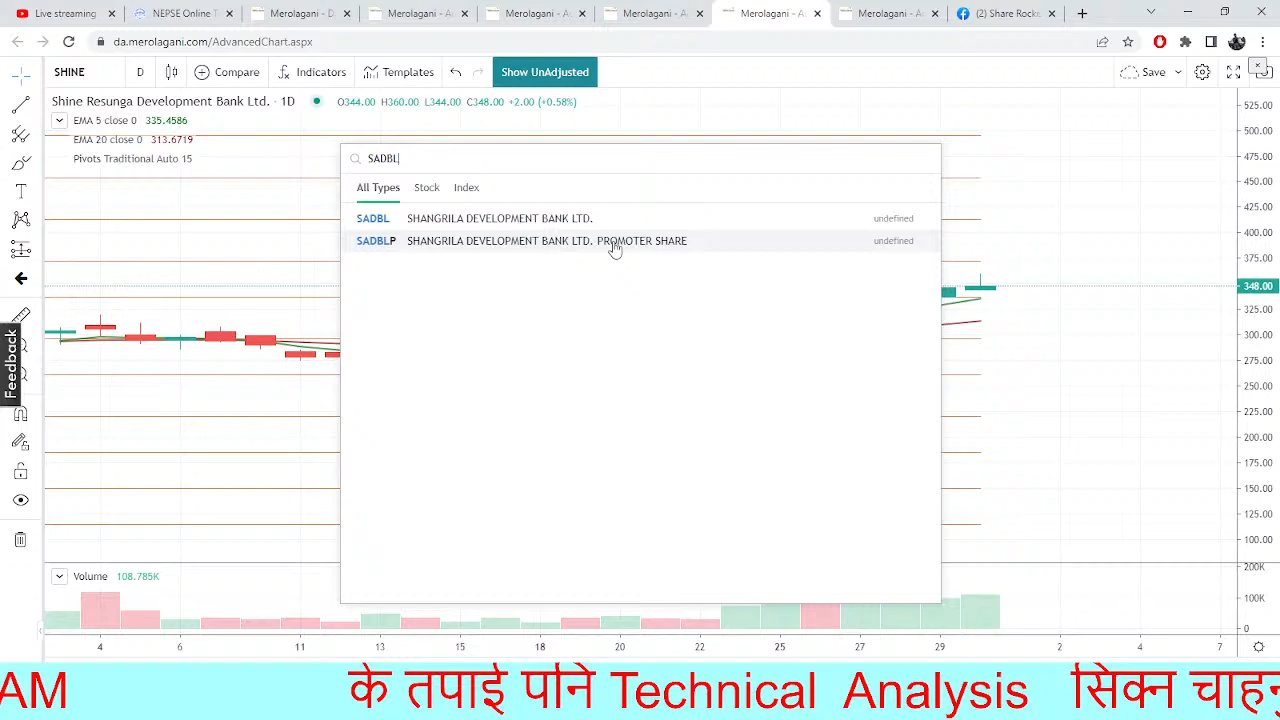 Live streaming
NEPSE Online T
Merolagani - D
Merolagani - A
Merolagani - A
Merolagani - A
Merolagani - A
Merolagani - A
(2) Share Rocke
da.merolagani.com/AdvancedChart.aspx
SHINE D Compare Indicators Templates Show UnAdjusted Save
Shine Resunga Development Bank Ltd. · 1D O344.00 H360.00 L344.00 C348.00 +2.00 (+0.58%)
EMA 5 close 0 335.4586
EMA 20 close 0 313.6719
Pivots Traditional Auto 15
SADBL
All Types Stock Index
SADBL SHANGRILA DEVELOPMENT BANK LTD. undefined
SADBLP SHANGRILA DEVELOPMENT BANK LTD. PROMOTER SHARE undefined
525.00
500.00
475.00
450.00
425.00
400.00
375.00
348.00
325.00
300.00
275.00
250.00
225.00
200.00
175.00
150.00
125.00
100.00
Feedback
Volume 108.785K
200K
100K
0
4 6 11 13 15 18 20 22 25 27 29 2 4 7
AM के तपाई पनि Technical Analysis सिक्न चाहनु